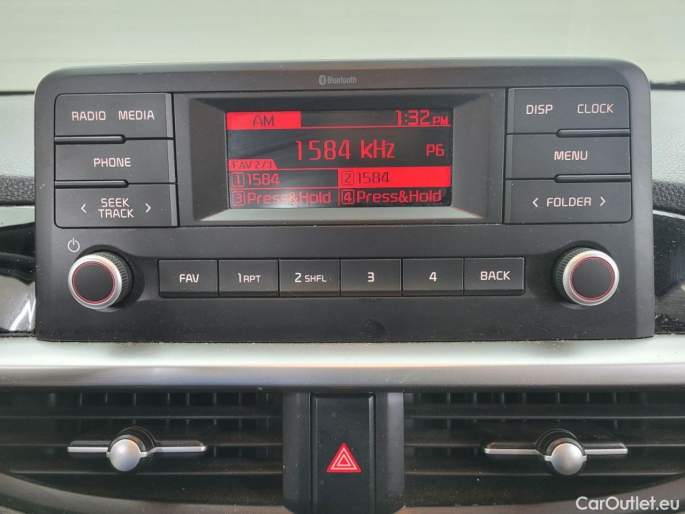 Bluetooth
RADIO MEDIA
PHONE
< SEEK TRACK >
AM 1:32 PM
1584 KHz P6
FAV 2/3
1 1584 2 1584
3 Press&Hold 4 Press&Hold
DISP CLOCK
MENU
< FOLDER >
FAV 1 RPT 2 SHFL 3 4 BACK
CarOutlet.eu